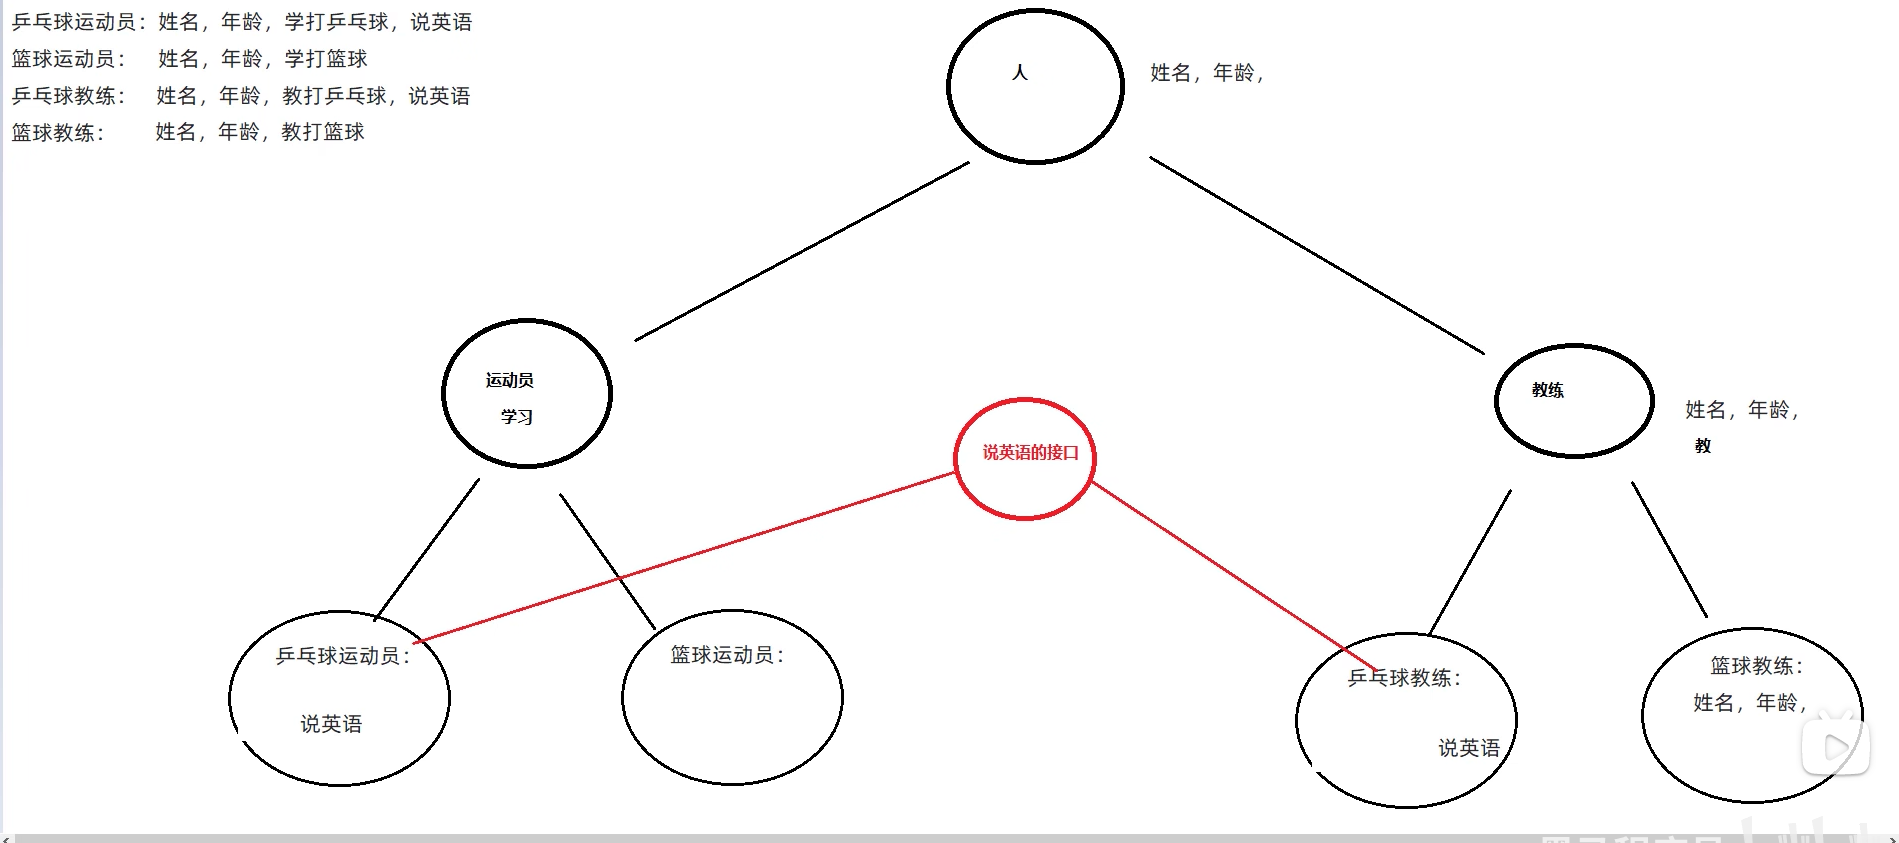 乒乓球运动员：姓名，年龄，学打乒乓球，说英语
篮球运动员： 姓名，年龄，学打篮球
乒乓球教练： 姓名，年龄，教打乒乓球，说英语
篮球教练： 姓名，年龄，教打篮球
人
姓名，年龄，
运动员
学习
说英语的接口
教练
姓名，年龄，
教
乒乓球运动员：
说英语
篮球运动员：
乒乓球教练：
说英语
篮球教练：
姓名，年龄，